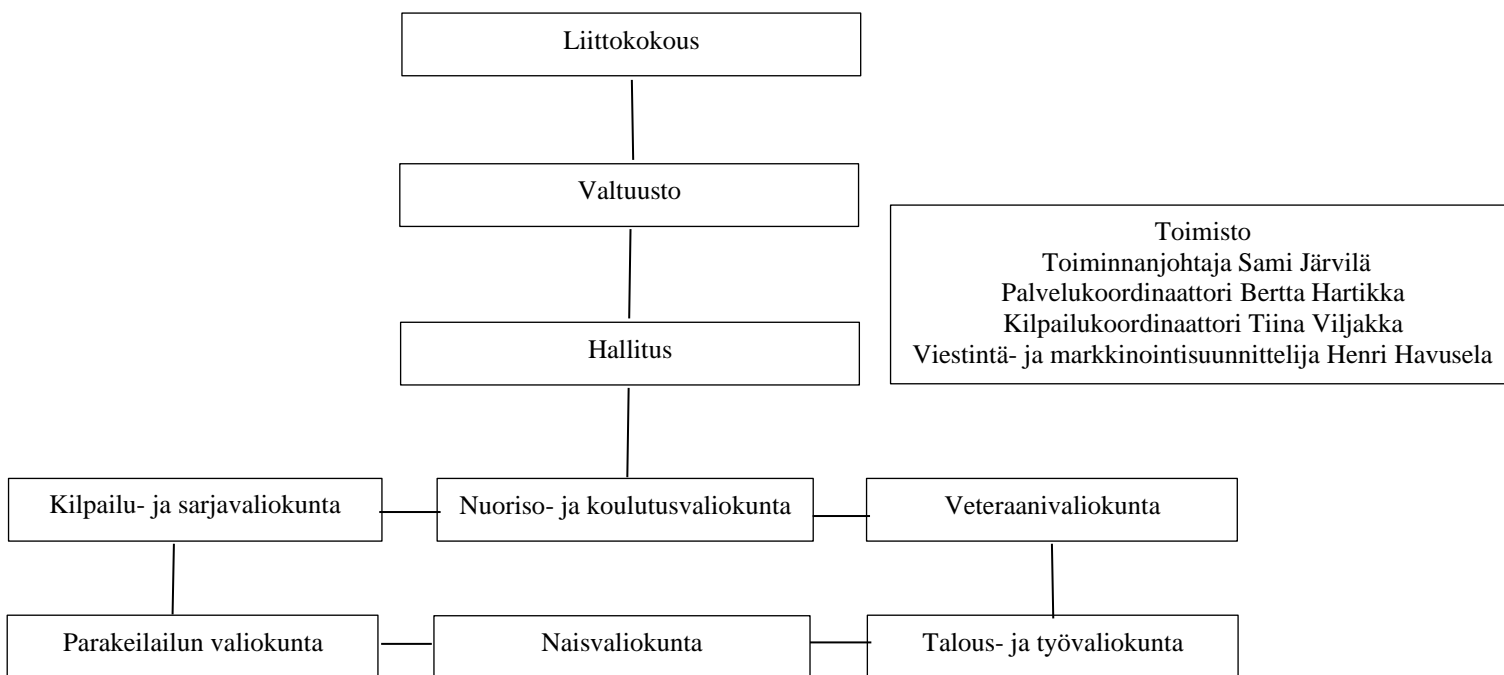 Liittokokous
Valtuusto
Toimisto
Toiminnanjohtaja Sami Järvilä
Palvelukoordinaattori Bertta Hartikka
Kilpailukoordinaattori Tiina Viljakka
Viestintä- ja markkinointisuunnittelija Henri Havusela
Hallitus
Kilpailu- ja sarjavaliokunta
Nuoriso- ja koulutusvaliokunta
Veteraanivaliokunta
Parakeilailun valiokunta
Naisvaliokunta
Talous- ja työvaliokunta